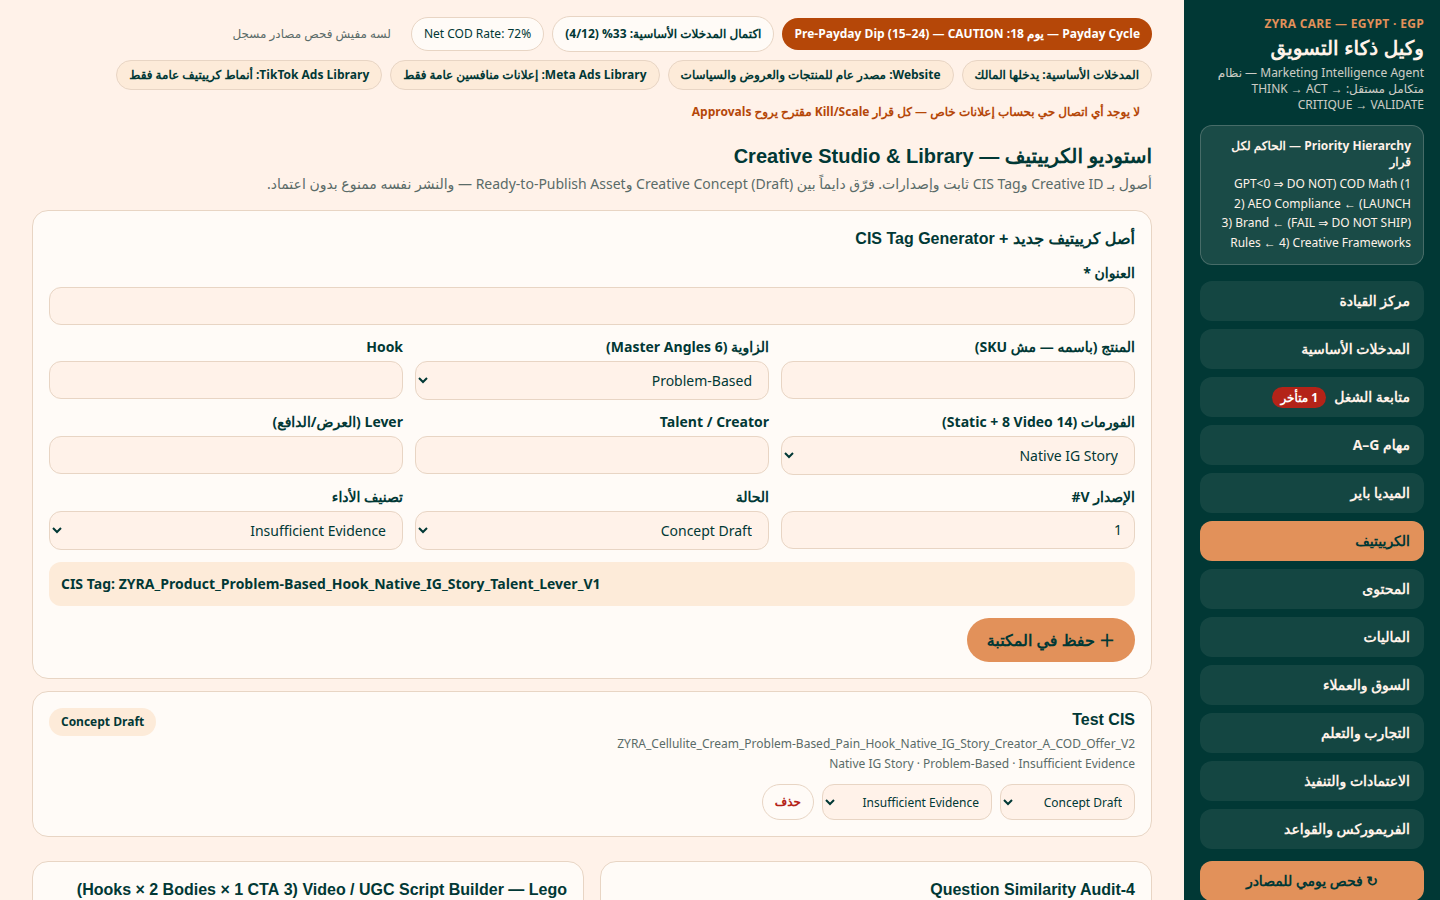 ZYRA CARE — EGYPT · EGP
وكيل ذكاء التسويق
Marketing Intelligence Agent — نظام
متكامل مستقل: THINK → ACT →
CRITIQUE → VALIDATE
Priority Hierarchy — الحاكم لكل
قرار
1) COD Math (GPT<0 ⇒ DO NOT
LAUNCH) ← 2) AEO Compliance
(FAIL ⇒ DO NOT SHIP) ← 3) Brand
Rules ← 4) Creative Frameworks
مركز القيادة
المدخلات الأساسية
متابعة الشغل 1 متأخر
مهام A–G
الميديا باير
الكرييتيف
المحتوى
الماليات
السوق والعملاء
التجارب والتعلم
الاعتمادات والتنفيذ
الفريموركس والقواعد
↻ فحص يومي للمصادر
Payday Cycle — يوم 18: Pre-Payday Dip (15–24) — CAUTION
اكتمال المدخلات الأساسية: 33% (4/12)
Net COD Rate: 72%
لسه مفيش فحص مصادر مسجل
المدخلات الأساسية: يدخلها المالك
Website: مصدر عام للمنتجات والعروض والسياسات
Meta Ads Library: إعلانات منافسين عامة فقط
TikTok Ads Library: أنماط كرييتيف عامة فقط
لا يوجد أي اتصال حي بحساب إعلانات خاص — كل قرار Kill/Scale مقترح يروح Approvals
استوديو الكرييتيف — Creative Studio & Library
أصول بـ Creative ID ثابت وCIS Tag وإصدارات. فرّق دايماً بين Creative Concept (Draft) وReady-to-Publish Asset — والنشر نفسه ممنوع بدون اعتماد.
أصل كرييتيف جديد + CIS Tag Generator
العنوان *
المنتج (باسمه — مش SKU)
الزاوية (6 Master Angles)
Problem-Based
Hook
الفورمات (14 Static + 8 Video)
Native IG Story
Talent / Creator
Lever (العرض/الدافع)
الإصدار V#
1
الحالة
Concept Draft
تصنيف الأداء
Insufficient Evidence
CIS Tag: ZYRA_Product_Problem-Based_Hook_Native_IG_Story_Talent_Lever_V1
＋ حفظ في المكتبة
Test CIS
Concept Draft
ZYRA_Cellulite_Cream_Problem-Based_Pain_Hook_Native_IG_Story_Creator_A_COD_Offer_V2
Native IG Story · Problem-Based · Insufficient Evidence
Concept Draft
Insufficient Evidence
حذف
4-Question Similarity Audit
Video / UGC Script Builder — Lego (3 Hooks × 2 Bodies × 1 CTA)